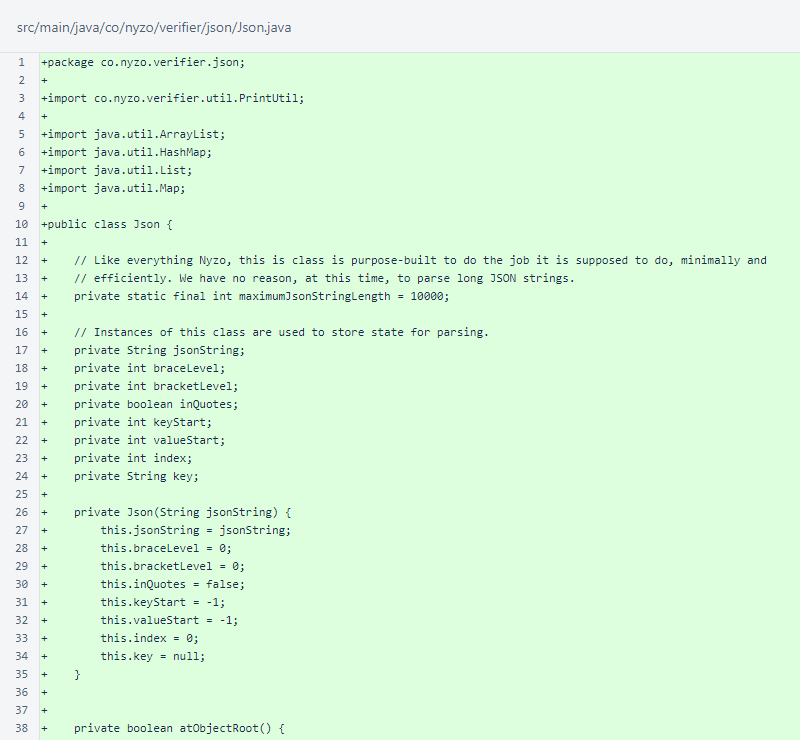 src/main/java/co/nyzo/verifier/json/Json.java
1 +package co.nyzo.verifier.json;
2 +
3 +import co.nyzo.verifier.util.PrintUtil;
4 +
5 +import java.util.ArrayList;
6 +import java.util.HashMap;
7 +import java.util.List;
8 +import java.util.Map;
9 +
10 +public class Json {
11 +
12 +    // Like everything Nyzo, this is class is purpose-built to do the job it is supposed to do, minimally and
13 +    // efficiently. We have no reason, at this time, to parse long JSON strings.
14 +    private static final int maximumJsonStringLength = 10000;
15 +
16 +    // Instances of this class are used to store state for parsing.
17 +    private String jsonString;
18 +    private int braceLevel;
19 +    private int bracketLevel;
20 +    private boolean inQuotes;
21 +    private int keyStart;
22 +    private int valueStart;
23 +    private int index;
24 +    private String key;
25 +
26 +    private Json(String jsonString) {
27 +        this.jsonString = jsonString;
28 +        this.braceLevel = 0;
29 +        this.bracketLevel = 0;
30 +        this.inQuotes = false;
31 +        this.keyStart = -1;
32 +        this.valueStart = -1;
33 +        this.index = 0;
34 +        this.key = null;
35 +    }
36 +
37 +
38 +    private boolean atObjectRoot() {